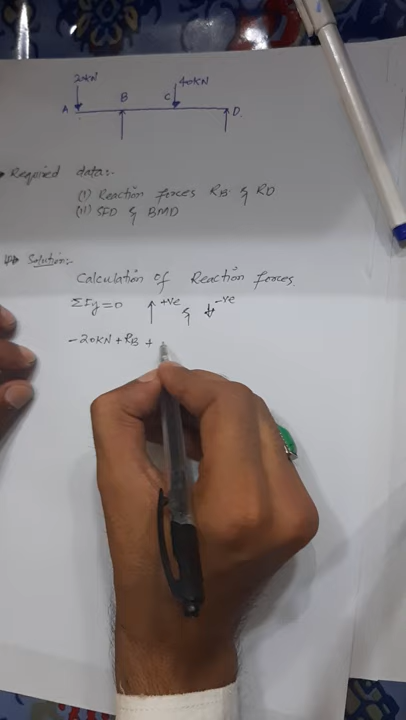 20KN 40KN
A B C D.
Required data:-
(i) Reaction forces RB & RD
(ii) SFD & BMD
Solution:-
Calculation of Reaction forces
ΣFy=0 ↑+ve & ↓-ve
-20KN+RB +